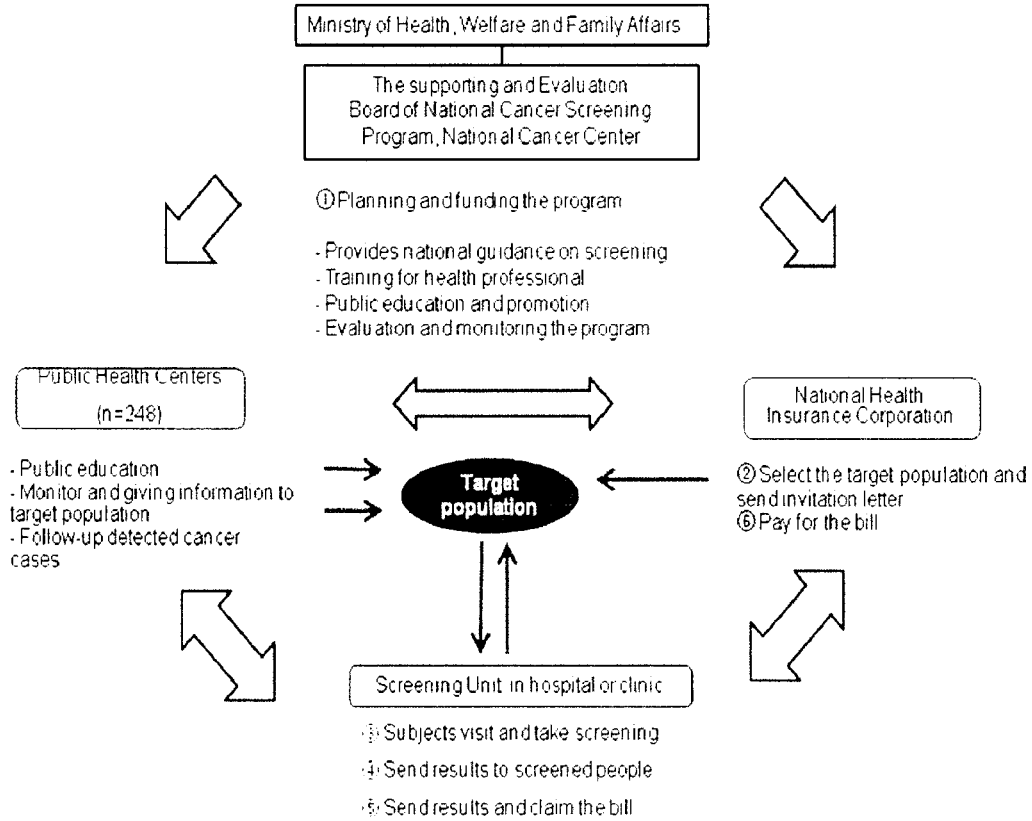 Ministry of Health, Welfare and Family Affairs
The supporting and Evaluation
Board of National Cancer Screening
Program, National Cancer Center
①Planning and funding the program
- Provides national guidance on screening
- Training for health professional
- Public education and promotion
- Evaluation and monitoring the program
Public Health Centers
(n=248)
National Health
Insurance Corporation
- Public education
- Monitor and giving information to
target population
- Follow-up detected cancer
cases
Target
population
②Select the target population and
send invitation letter
⑥Pay for the bill
Screening Unit in hospital or clinic
③Subjects visit and take screening
④Send results to screened people
⑤Send results and claim the bill